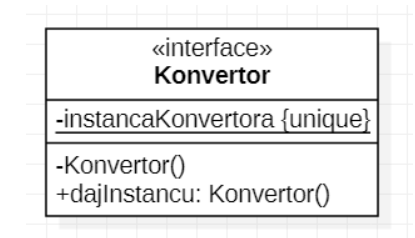 «interface»
Konvertor
-instancaKonvertora {unique}
-Konvertor()
+dajInstancu: Konvertor()